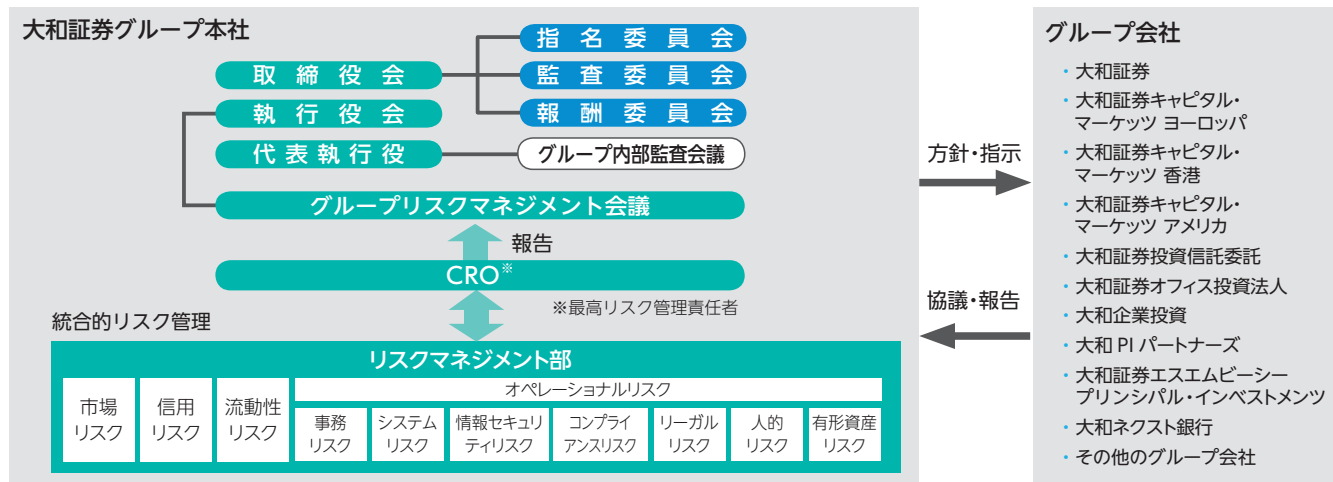 大和証券グループ本社
指名委員会
取締役会
監査委員会
執行役会
報酬委員会
代表執行役
グループ内部監査会議
グループリスクマネジメント会議
報告
CRO※
※最高リスク管理責任者
統合的リスク管理
リスクマネジメント部
市場
リスク
信用
リスク
流動性
リスク
オペレーショナルリスク
事務
リスク
システム
リスク
情報セキュリ
ティリスク
コンプライ
アンスリスク
リーガル
リスク
人的
リスク
有形資産
リスク
方針・指示
協議・報告
グループ会社
・大和証券
・大和証券キャピタル・
マーケッツ ヨーロッパ
・大和証券キャピタル・
マーケッツ 香港
・大和証券キャピタル・
マーケッツ アメリカ
・大和証券投資信託委託
・大和証券オフィス投資法人
・大和企業投資
・大和 PI パートナーズ
・大和証券エスエムビーシー
プリンシパル・インベストメンツ
・大和ネクスト銀行
・その他のグループ会社